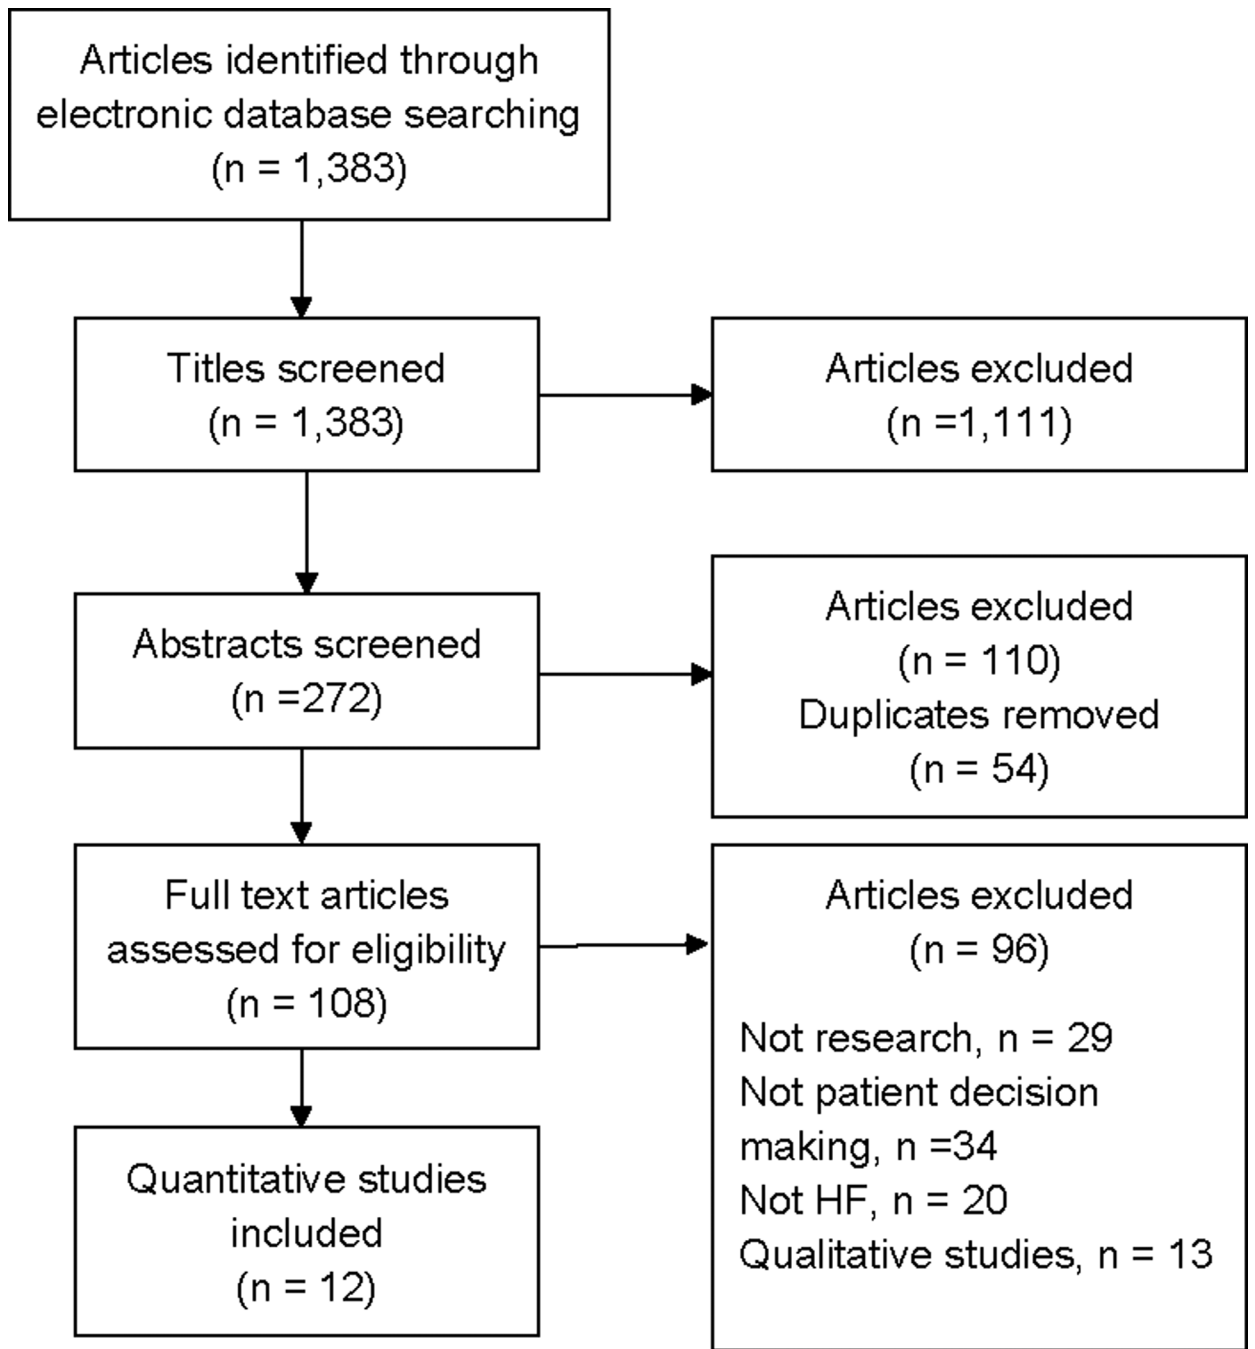 Articles identified through
electronic database searching
(n = 1,383)
Titles screened
(n = 1,383)
Articles excluded
(n =1,111)
Abstracts screened
(n =272)
Articles excluded
(n = 110)
Duplicates removed
(n = 54)
Full text articles
assessed for eligibility
(n = 108)
Articles excluded
(n = 96)
Not research, n = 29
Not patient decision
making, n =34
Not HF, n = 20
Qualitative studies, n = 13
Quantitative studies
included
(n = 12)